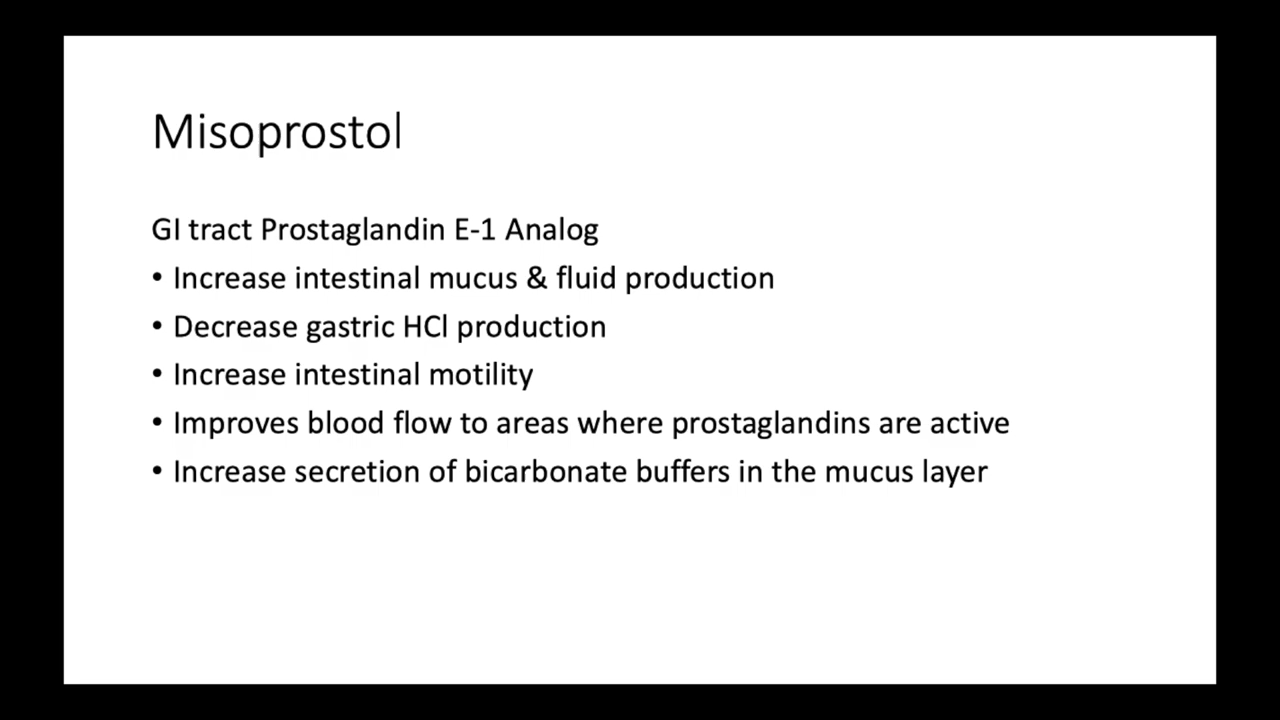 Misoprostol
GI tract Prostaglandin E-1 Analog
• Increase intestinal mucus & fluid production
• Decrease gastric HCl production
• Increase intestinal motility
• Improves blood flow to areas where prostaglandins are active
• Increase secretion of bicarbonate buffers in the mucus layer